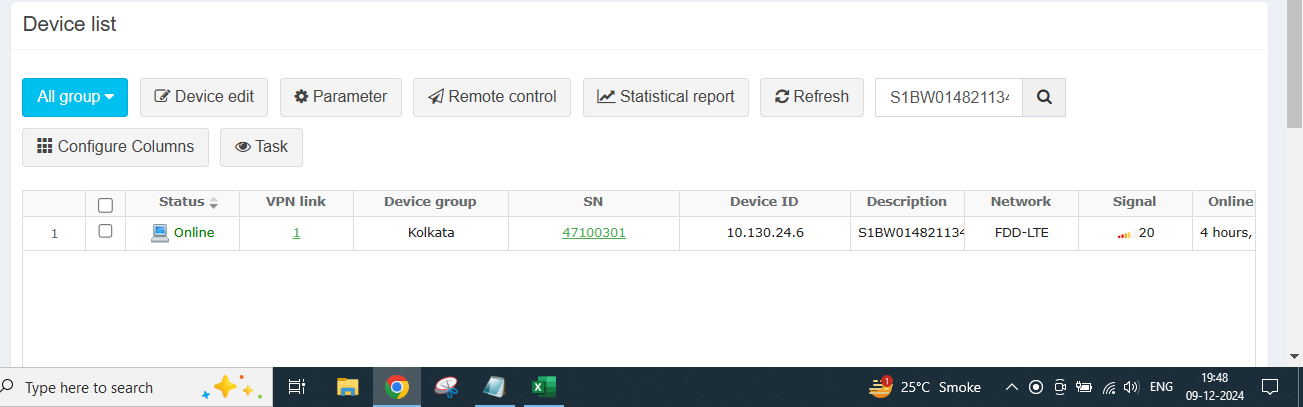 Device list
All group Device edit Parameter Remote control Statistical report Refresh S1BW014821134
Configure Columns Task
Status VPN link Device group SN Device ID Description Network Signal Online
1 Online 1 Kolkata 47100301 10.130.24.6 S1BW014821134 FDD-LTE 20 4 hours,
Type here to search 1 25°C Smoke ENG 19:48
09-12-2024